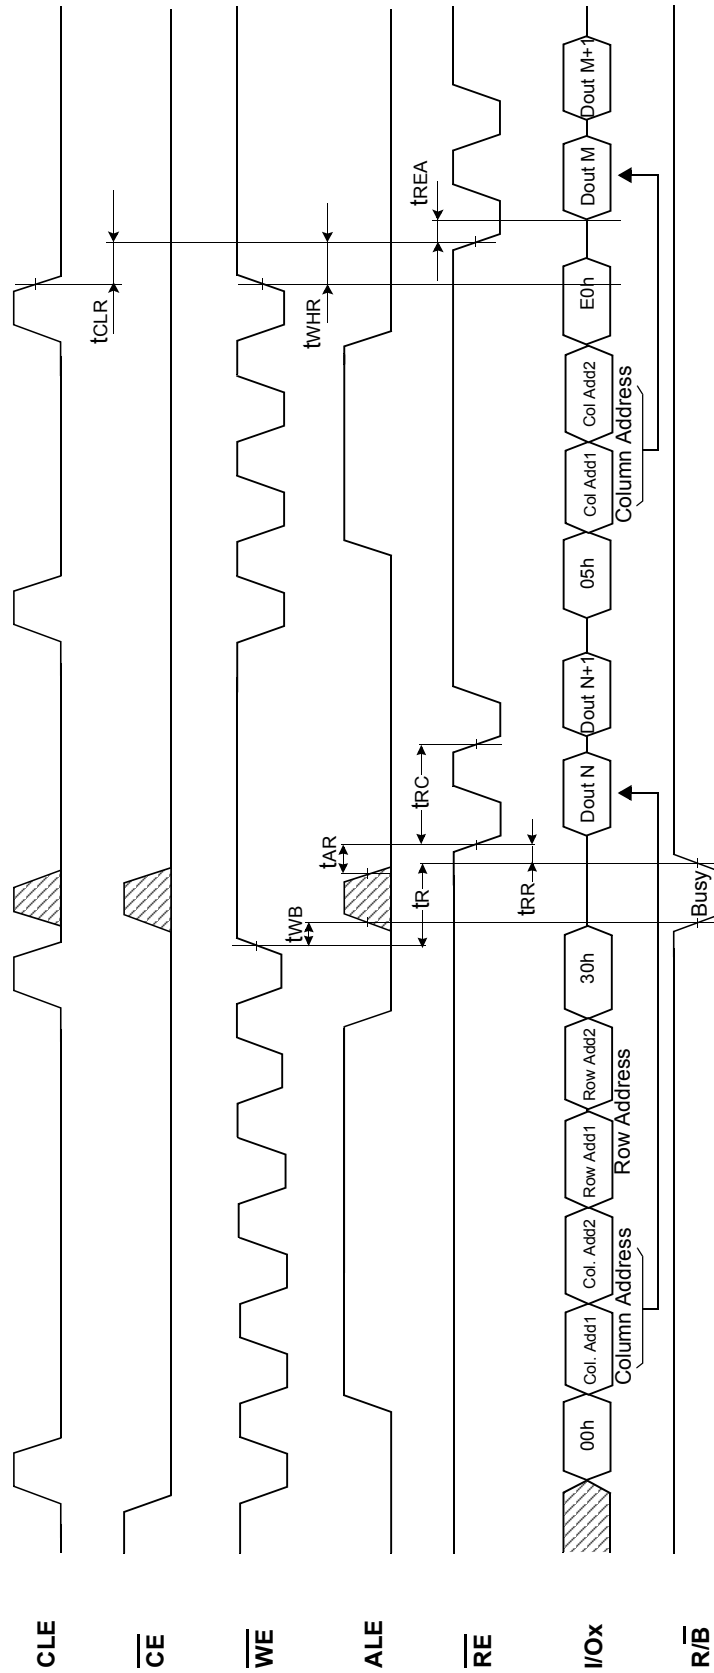 CLE
tCLR
CE
WE
tWB
tWHR
ALE
tAR
tR
tRC
tREA
RE
tRR
I/Ox
00h
Col. Add1
Col. Add2
Row Add1
Row Add2
30h
Dout N
Dout N+1
05h
Col Add1
Col Add2
E0h
Dout M
Dout M+1
Column Address
Row Address
Column Address
R/B
Busy